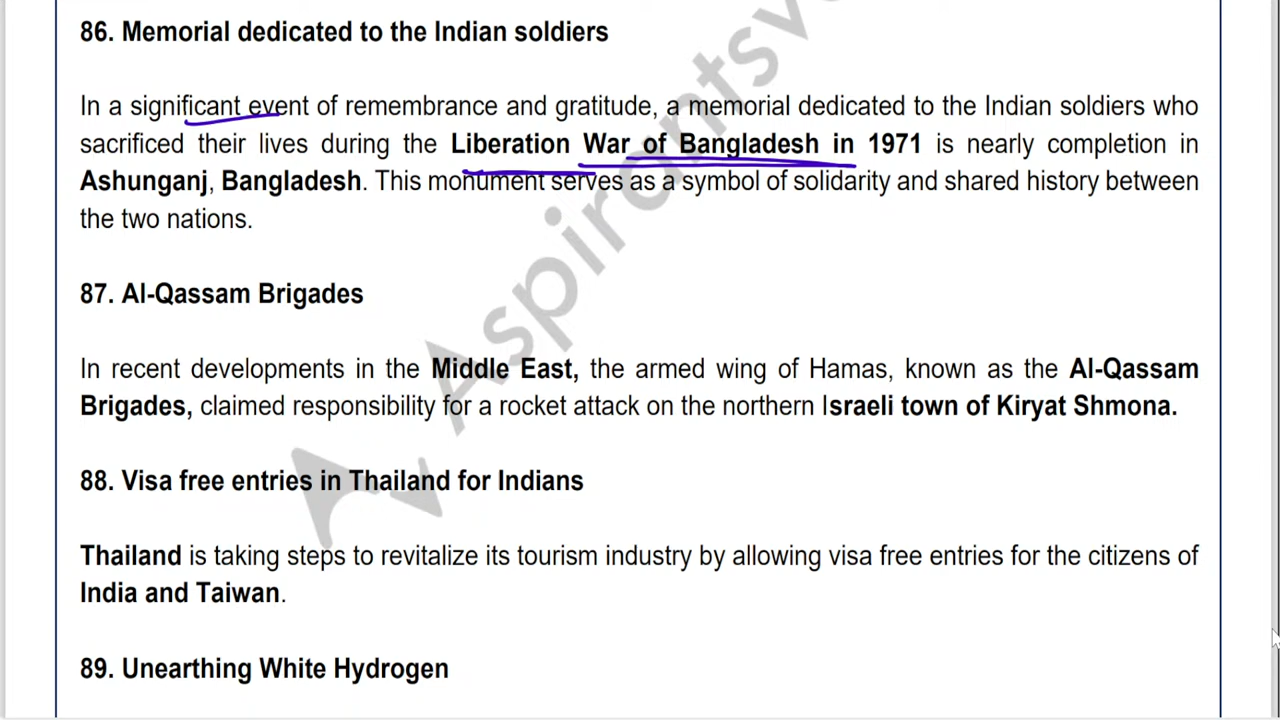 86. Memorial dedicated to the Indian soldiers
In a significant event of remembrance and gratitude, a memorial dedicated to the Indian soldiers who
sacrificed their lives during the Liberation War of Bangladesh in 1971 is nearly completion in
Ashunganj, Bangladesh. This monument serves as a symbol of solidarity and shared history between
the two nations.
87. Al-Qassam Brigades
In recent developments in the Middle East, the armed wing of Hamas, known as the Al-Qassam
Brigades, claimed responsibility for a rocket attack on the northern Israeli town of Kiryat Shmona.
88. Visa free entries in Thailand for Indians
Thailand is taking steps to revitalize its tourism industry by allowing visa free entries for the citizens of
India and Taiwan.
89. Unearthing White Hydrogen
Aspirantsv